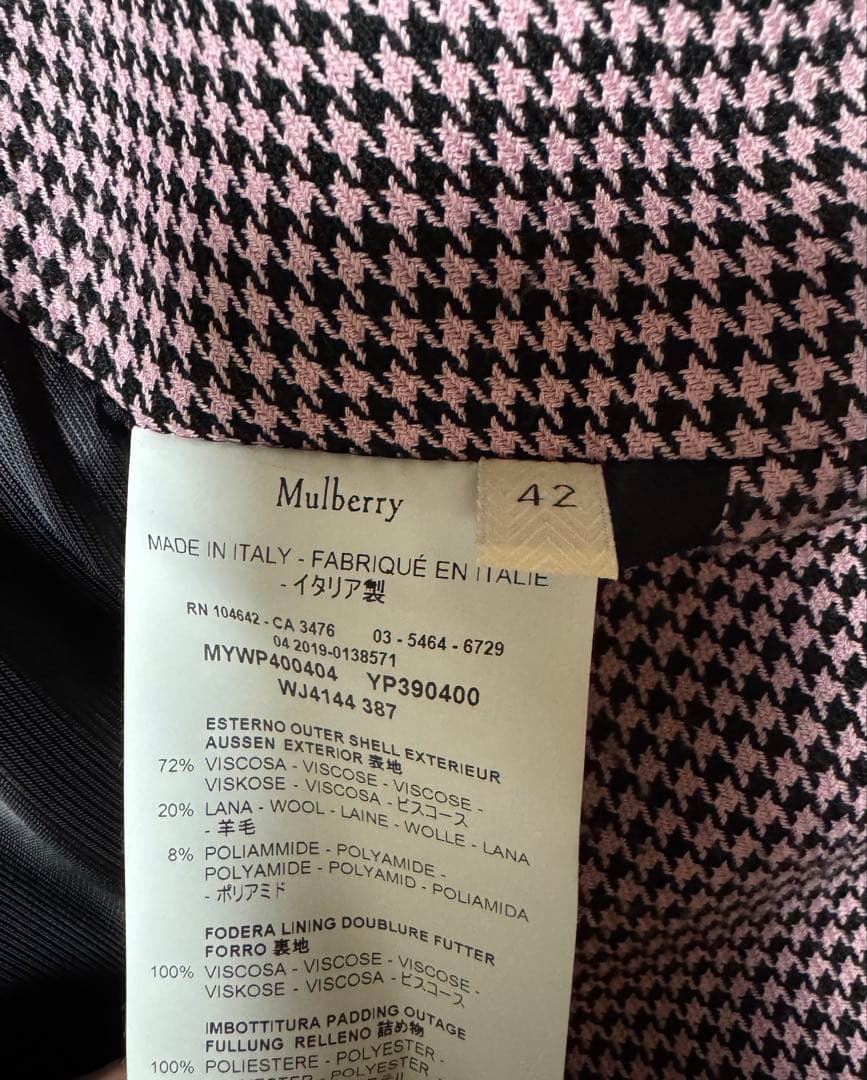 Mulberry
42
MADE IN ITALY - FABRIQUÉ EN ITALIE
- イタリア製
RN 104642 - CA 3476 03 - 5464 - 6729
04 2019-0138571
MYWP400404 YP390400
WJ4144 387
ESTERNO OUTER SHELL EXTERIEUR
AUSSEN EXTERIOR 表地
72% VISCOSA - VISCOSE - VISCOSE -
VISKOSE - VISCOSA - ビスコース
20% LANA - WOOL - LAINE - WOLLE - LANA
- 羊毛
8% POLIAMMIDE - POLYAMIDE -
POLYAMIDE - POLYAMID - POLIAMIDA
- ポリアミド
FODERA LINING DOUBLURE FUTTER
FORRO 裏地
100% VISCOSA - VISCOSE - VISCOSE -
VISKOSE - VISCOSA - ビスコース
IMBOTTITURA PADDING OUTAGE
FULLUNG RELLENO 詰め物
100% POLIESTERE - POLYESTER -
POLYESTER